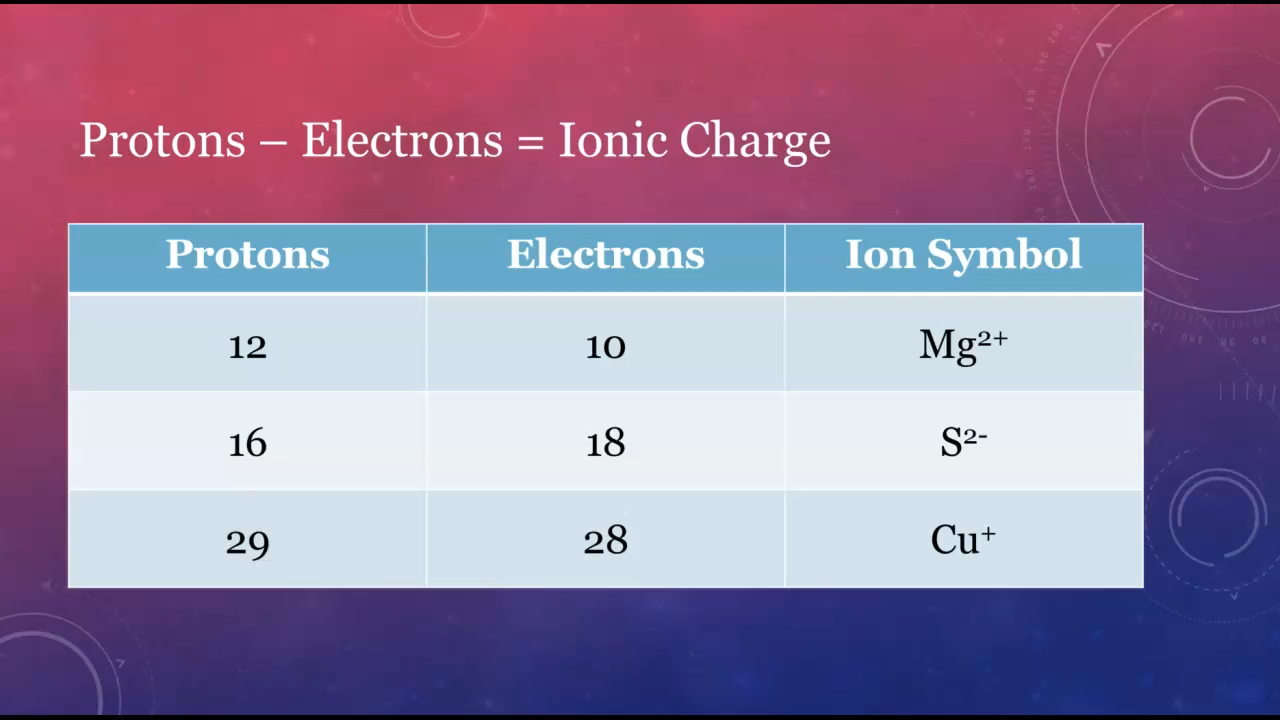 Protons – Electrons = Ionic Charge
Protons Electrons Ion Symbol
12 10 Mg²⁺
16 18 S²⁻
29 28 Cu⁺